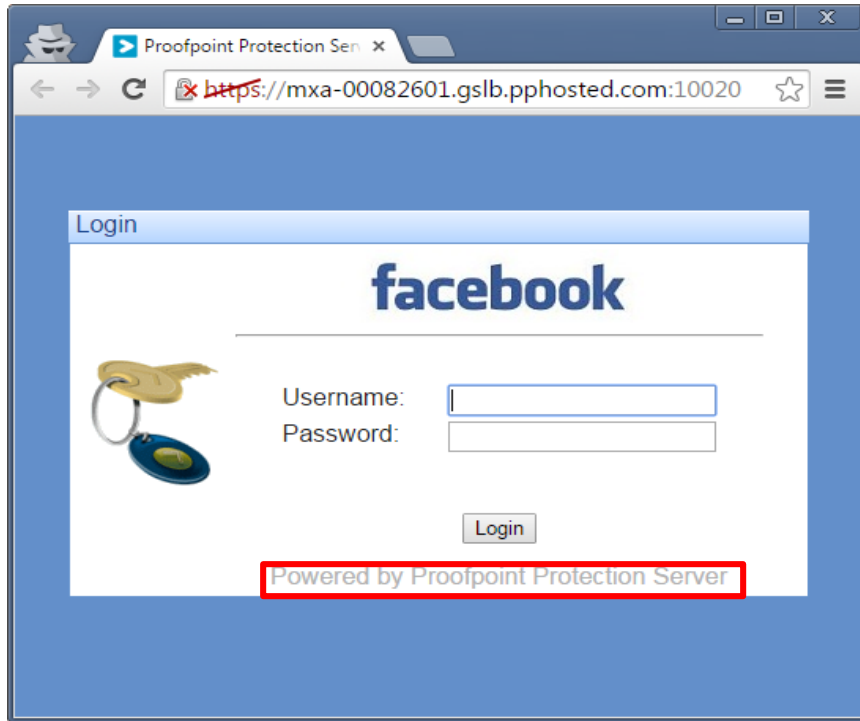 Proofpoint Protection Sen
https://mxa-00082601.gslb.pphosted.com:10020
Login
facebook
Username:
Password:
Login
Powered by Proofpoint Protection Server